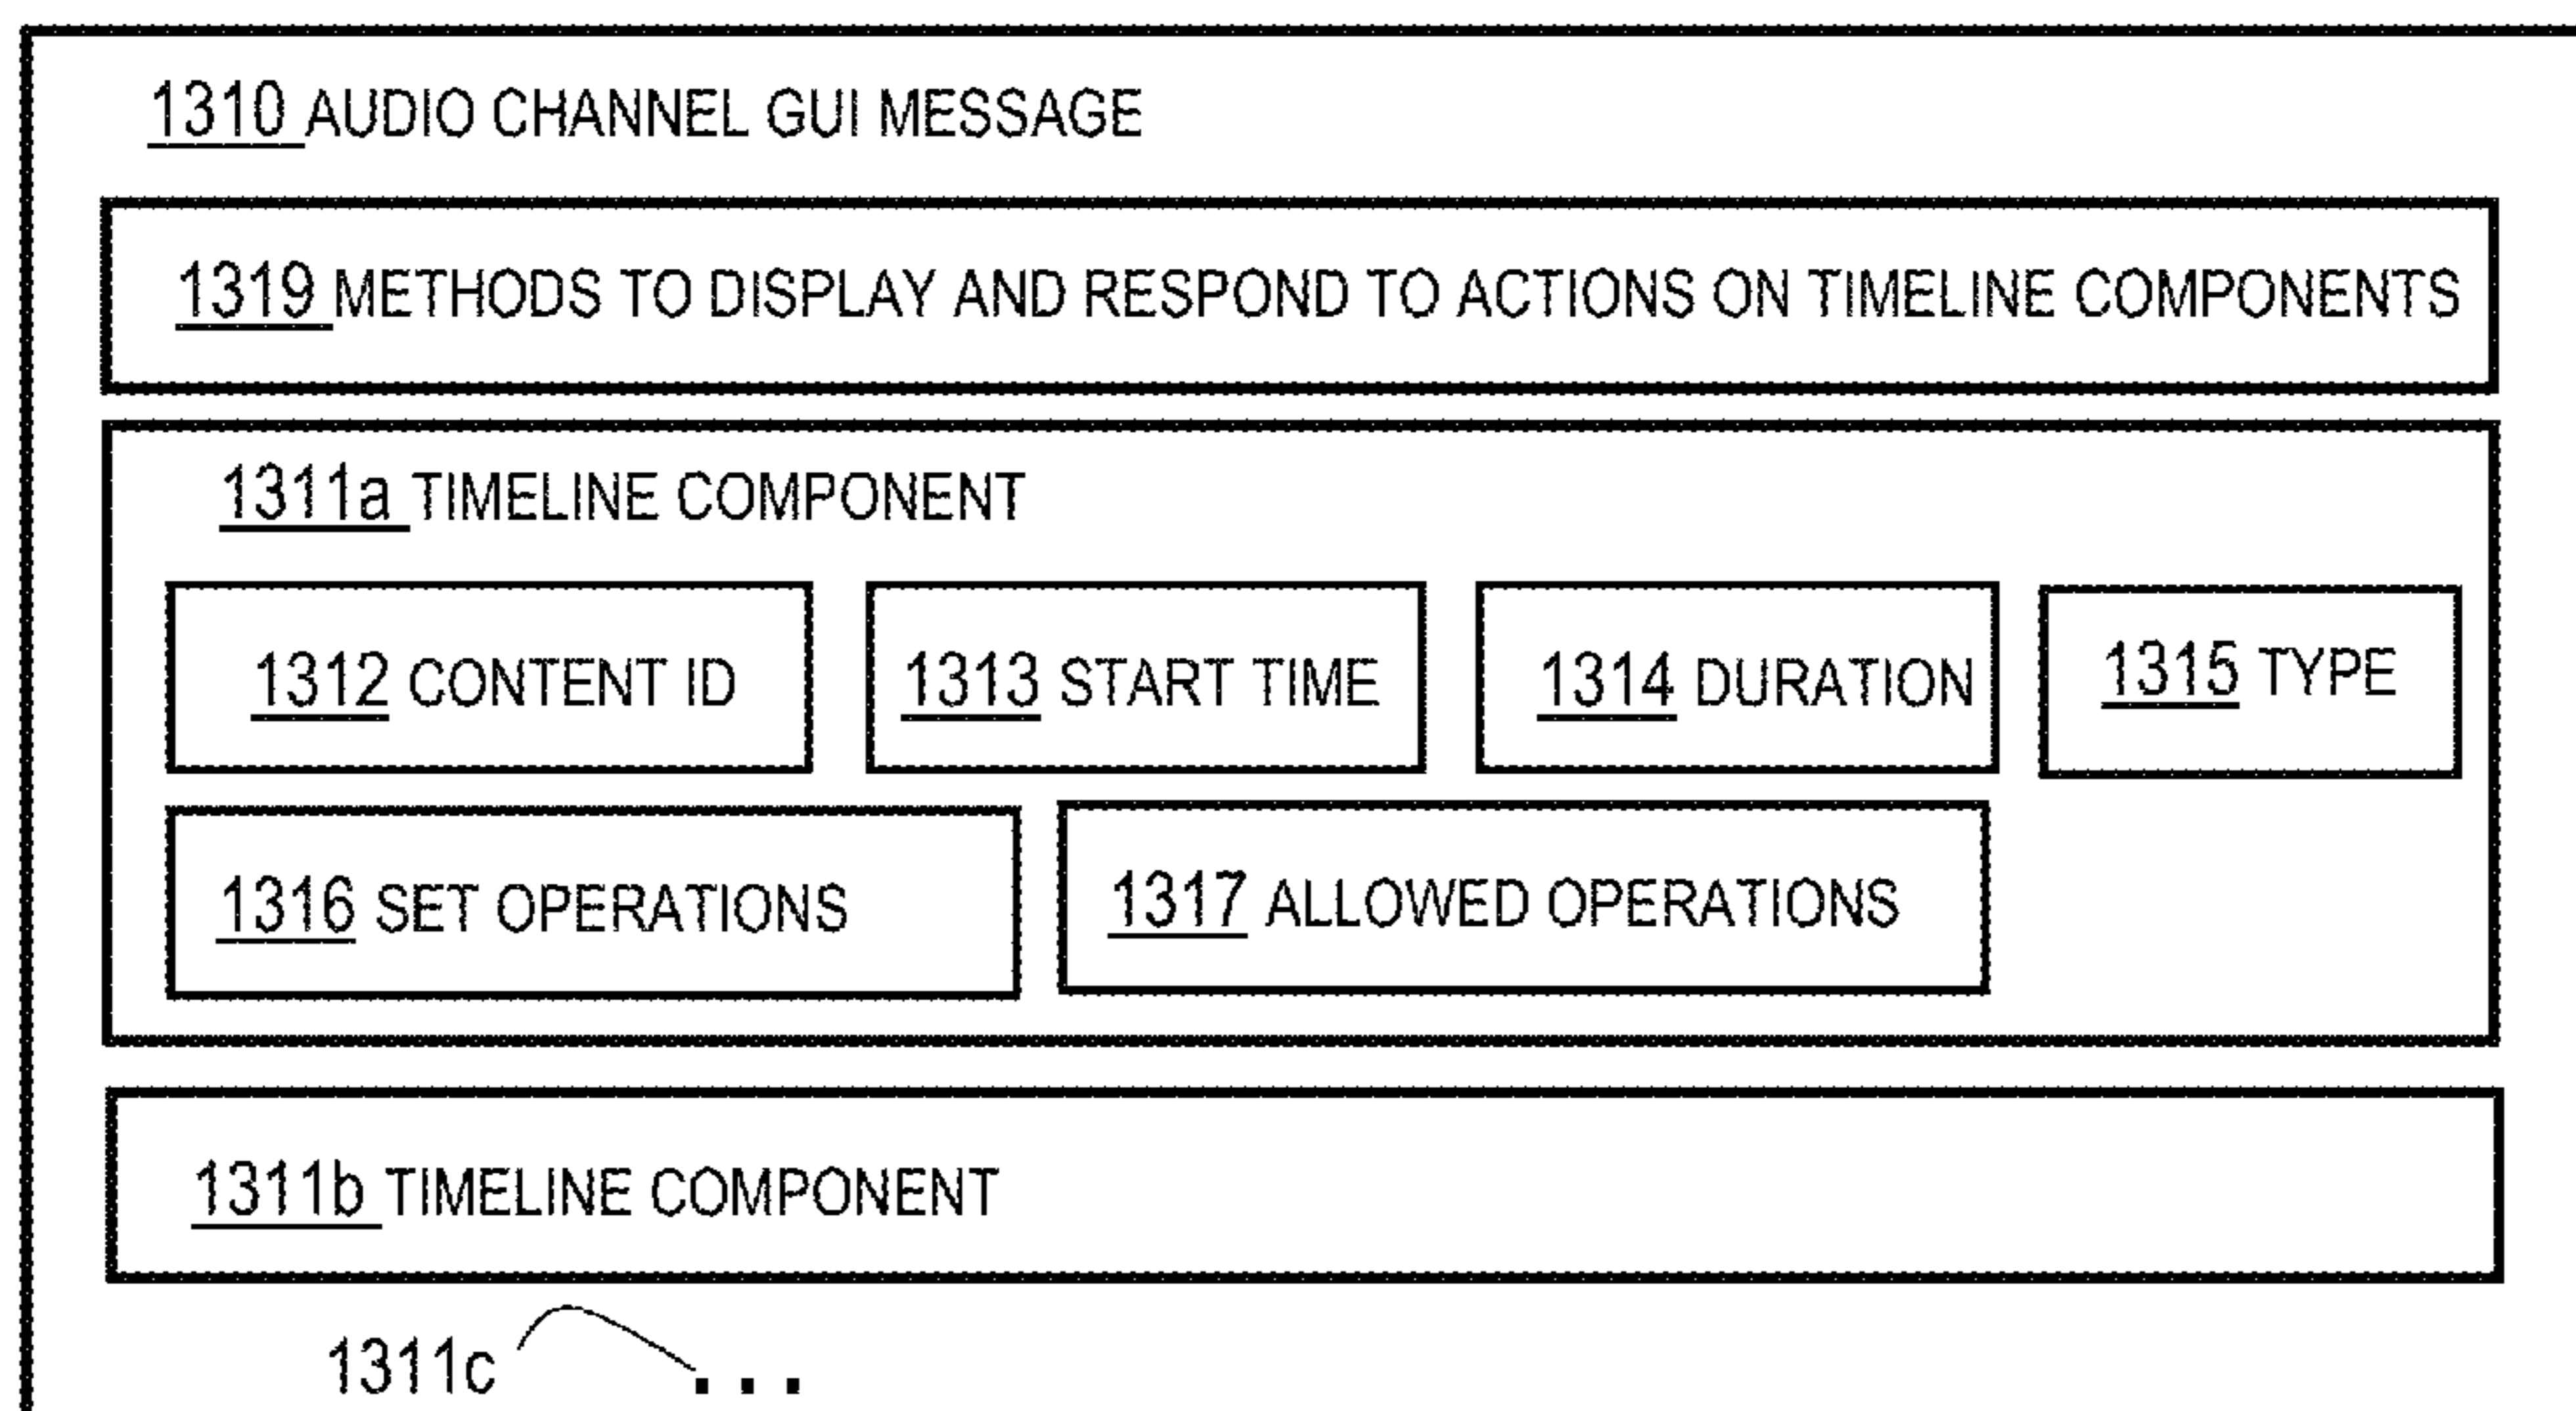 1310 AUDIO CHANNEL GUI MESSAGE
1319 METHODS TO DISPLAY AND RESPOND TO ACTIONS ON TIMELINE COMPONENTS
1311a TIMELINE COMPONENT
1312 CONTENT ID
1313 START TIME
1314 DURATION
1315 TYPE
1316 SET OPERATIONS
1317 ALLOWED OPERATIONS
1311b TIMELINE COMPONENT
1311c ...